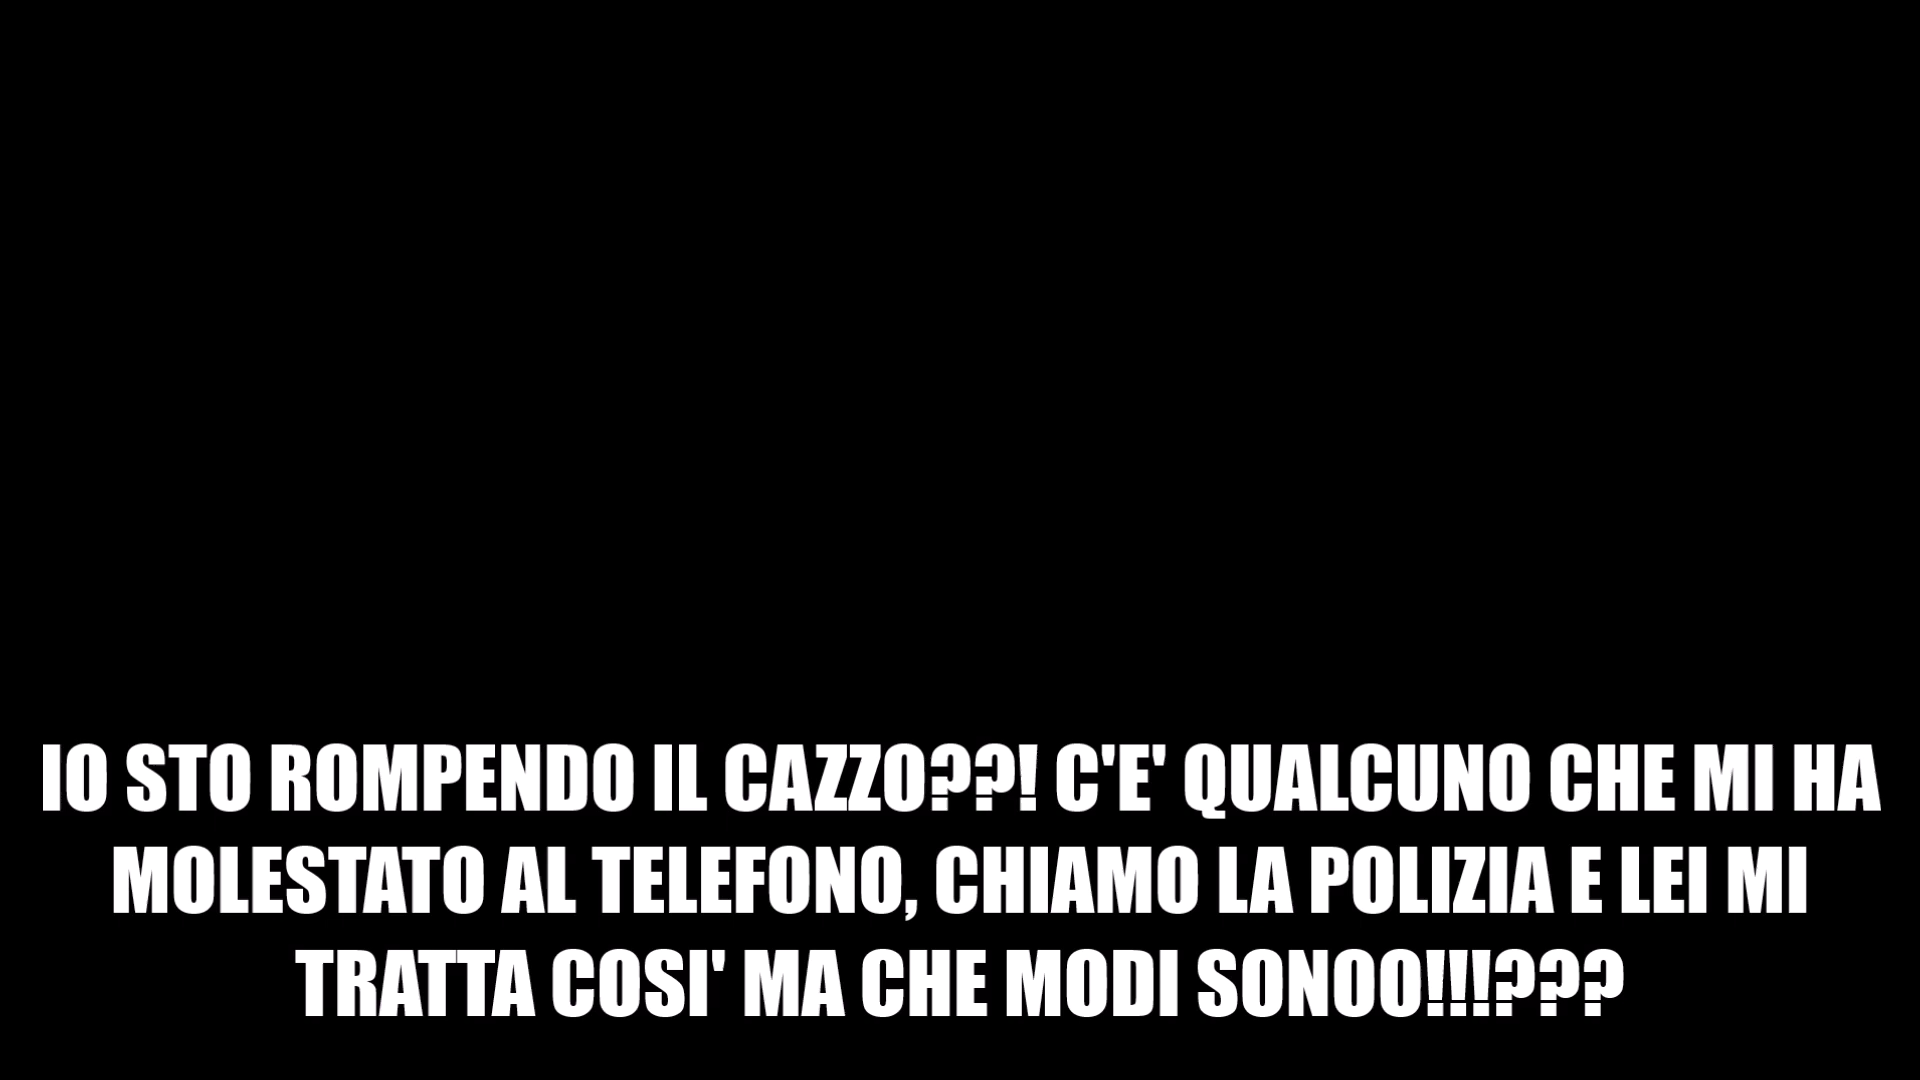 IO STO ROMPENDO IL CAZZO??! C'E' QUALCUNO CHE MI HA
MOLESTATO AL TELEFONO, CHIAMO LA POLIZIA E LEI MI
TRATTA COSI' MA CHE MODI SONOO!!!???